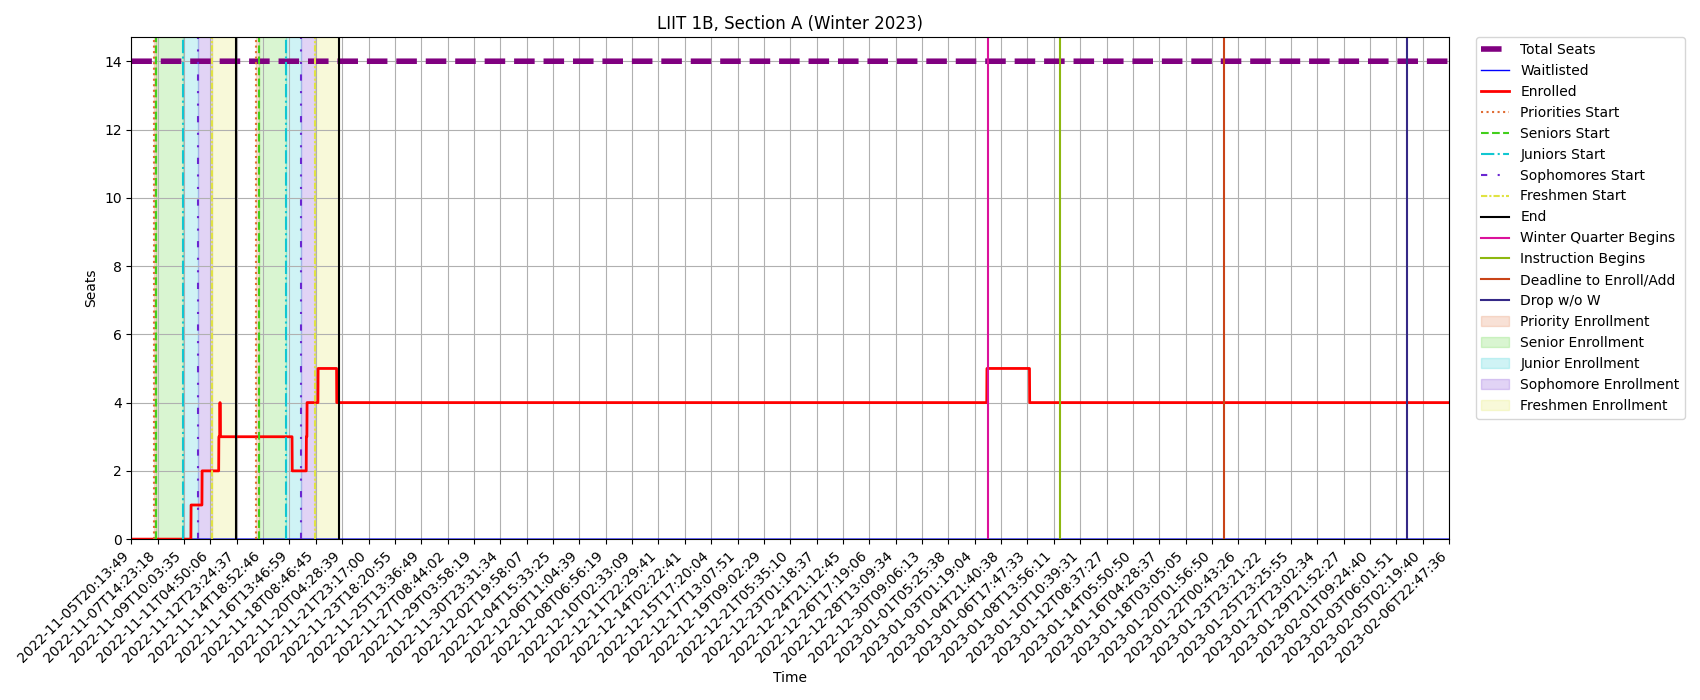 LIIT 1B, Section A (Winter 2023)
14
12
10
8
6
4
2
0
Seats
2022-11-05T20:13:49
2022-11-07T14:23:18
2022-11-09T10:03:35
2022-11-11T04:50:06
2022-11-12T23:24:37
2022-11-14T18:52:46
2022-11-16T13:46:59
2022-11-18T08:46:45
2022-11-20T04:28:39
2022-11-21T23:17:00
2022-11-23T18:20:55
2022-11-25T13:36:49
2022-11-27T08:44:02
2022-11-29T03:58:19
2022-11-30T23:31:34
2022-12-02T19:58:07
2022-12-04T15:33:25
2022-12-06T11:04:39
2022-12-08T06:56:19
2022-12-10T02:33:09
2022-12-11T22:29:41
2022-12-14T02:22:41
2022-12-15T17:20:04
2022-12-17T13:07:51
2022-12-19T09:02:29
2022-12-21T05:35:10
2022-12-23T01:18:37
2022-12-24T21:12:45
2022-12-26T17:19:06
2022-12-28T13:09:34
2022-12-30T09:06:13
2023-01-01T05:25:38
2023-01-03T01:19:04
2023-01-04T21:40:38
2023-01-06T17:47:33
2023-01-08T13:56:11
2023-01-10T10:39:31
2023-01-12T08:37:27
2023-01-14T05:50:50
2023-01-16T04:28:37
2023-01-18T03:05:05
2023-01-20T01:56:50
2023-01-22T00:43:26
2023-01-23T23:21:22
2023-01-25T23:25:55
2023-01-27T23:02:34
2023-01-29T21:52:27
2023-02-01T09:24:40
2023-02-03T06:01:51
2023-02-05T02:19:40
2023-02-06T22:47:36
Time
Total Seats
Waitlisted
Enrolled
Priorities Start
Seniors Start
Juniors Start
Sophomores Start
Freshmen Start
End
Winter Quarter Begins
Instruction Begins
Deadline to Enroll/Add
Drop w/o W
Priority Enrollment
Senior Enrollment
Junior Enrollment
Sophomore Enrollment
Freshmen Enrollment